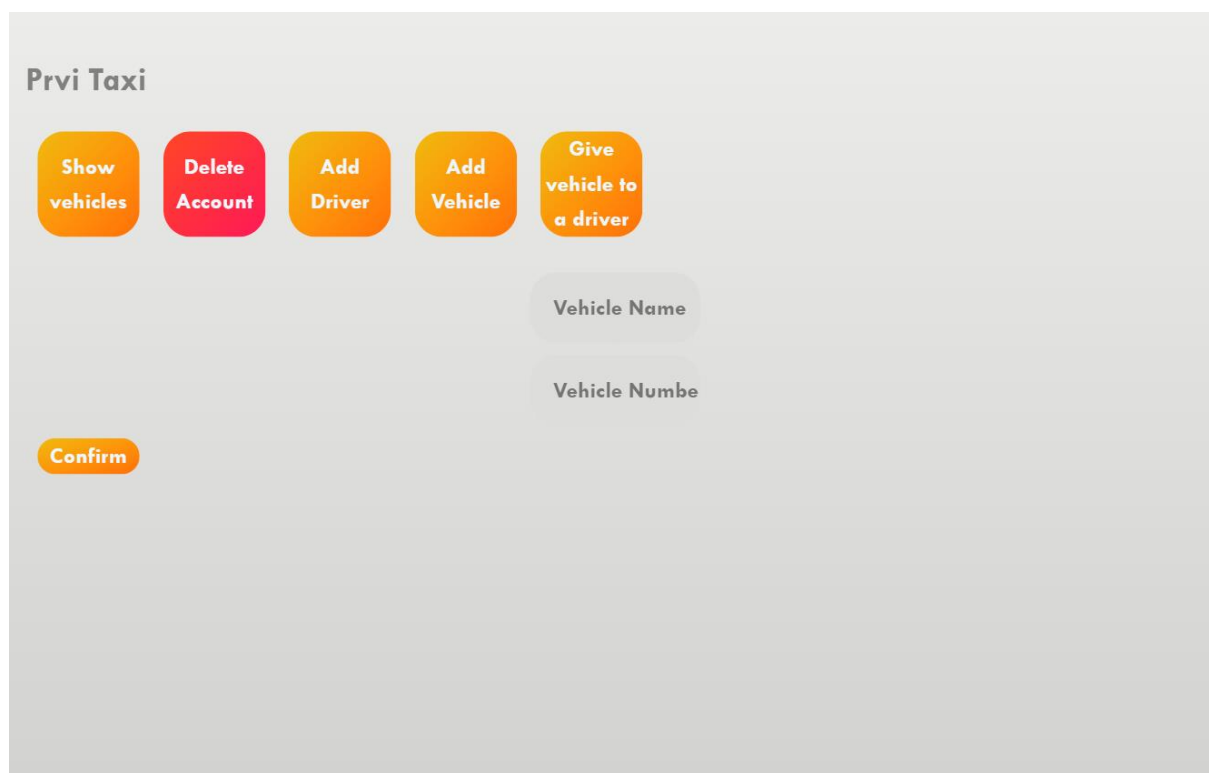 Prvi Taxi
Show
vehicles
Delete
Account
Add
Driver
Add
Vehicle
Give
vehicle to
a driver
Vehicle Name
Vehicle Numbe
Confirm